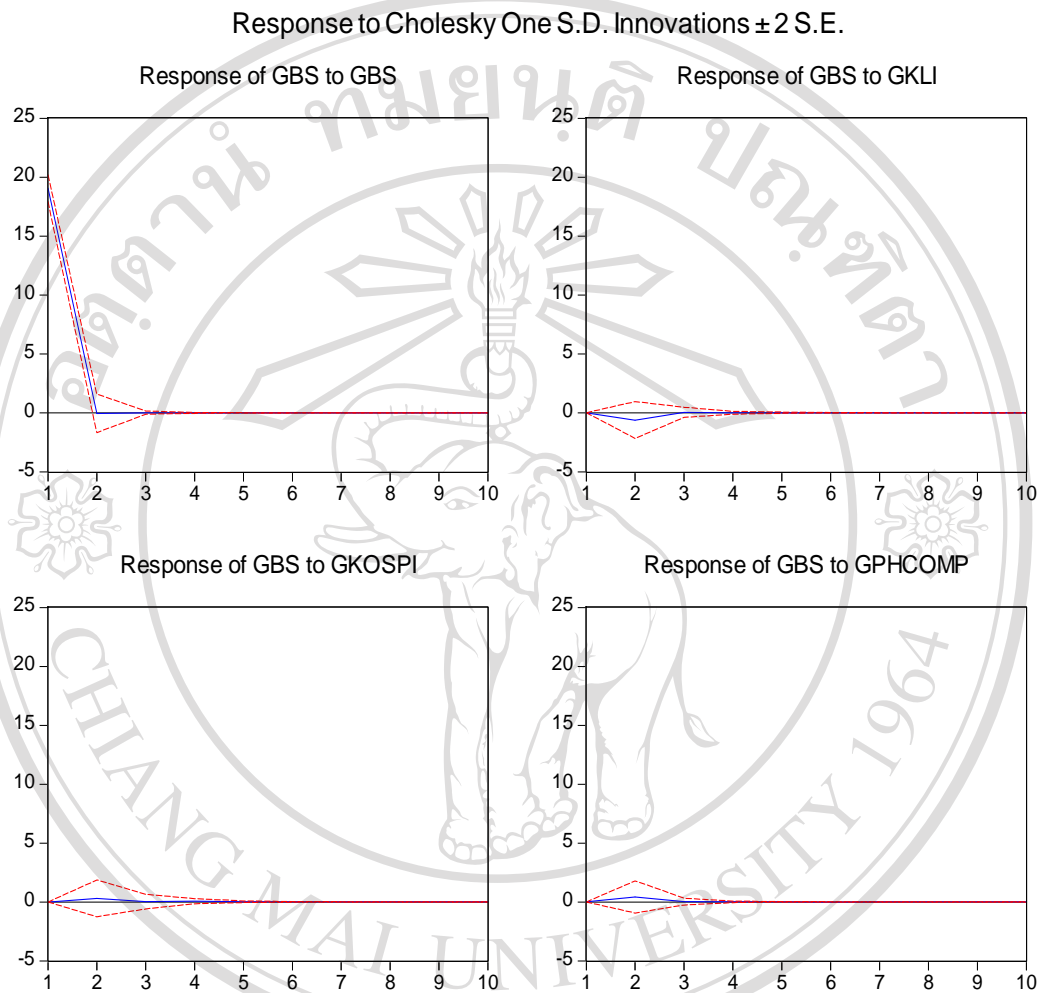 Response to Cholesky One S.D. Innovations ± 2 S.E.
Response of GBS to GBS
25
20
15
10
5
0
-5
1 2 3 4 5 6 7 8 9 10
Response of GBS to GKLI
25
20
15
10
5
0
-5
1 2 3 4 5 6 7 8 9 10
Response of GBS to GKOSPI
25
20
15
10
5
0
-5
1 2 3 4 5 6 7 8 9 10
Response of GBS to GPHCOMP
25
20
15
10
5
0
-5
1 2 3 4 5 6 7 8 9 10
CHIANG MAI UNIVERSITY 1964